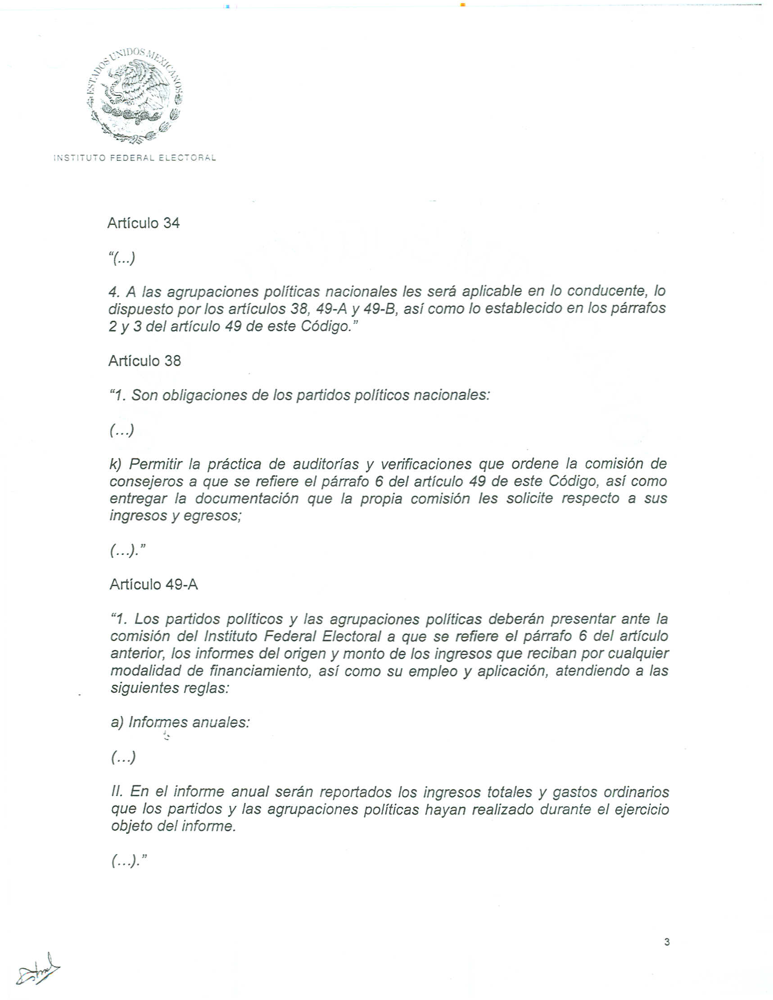 ESTADOS UNIDOS MEXICANOS
INSTITUTO FEDERAL ELECTORAL
Artículo 34
“(...)
4. A las agrupaciones políticas nacionales les será aplicable en lo conducente, lo
dispuesto por los artículos 38, 49-A y 49-B, así como lo establecido en los párrafos
2 y 3 del artículo 49 de este Código.”
Artículo 38
“1. Son obligaciones de los partidos políticos nacionales:
(...)
k) Permitir la práctica de auditorías y verificaciones que ordene la comisión de
consejeros a que se refiere el párrafo 6 del artículo 49 de este Código, así como
entregar la documentación que la propia comisión les solicite respecto a sus
ingresos y egresos;
(...).”
Artículo 49-A
“1. Los partidos políticos y las agrupaciones políticas deberán presentar ante la
comisión del Instituto Federal Electoral a que se refiere el párrafo 6 del artículo
anterior, los informes del origen y monto de los ingresos que reciban por cualquier
modalidad de financiamiento, así como su empleo y aplicación, atendiendo a las
siguientes reglas:
a) Informes anuales:
(...)
II. En el informe anual serán reportados los ingresos totales y gastos ordinarios
que los partidos y las agrupaciones políticas hayan realizado durante el ejercicio
objeto del informe.
(...).”
3